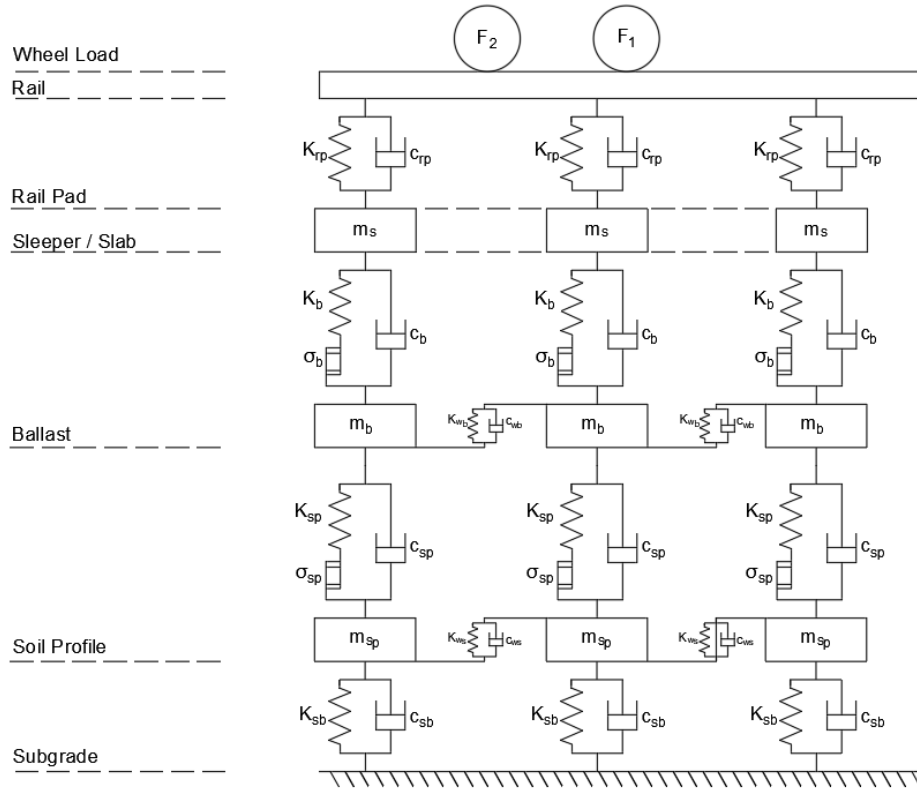 F2 F1
Wheel Load
Rail
Krp crp Krp crp Krp crp
Rail Pad
ms ms ms
Sleeper / Slab
Kb cb Kb cb Kb cb
σb σb σb
mb Kwb cwb mb Kwb cwb mb
Ballast
Ksp csp Ksp csp Ksp csp
σsp σsp σsp
msp Kws cws msp Kws cws msp
Soil Profile
Ksb csb Ksb csb Ksb csb
Subgrade